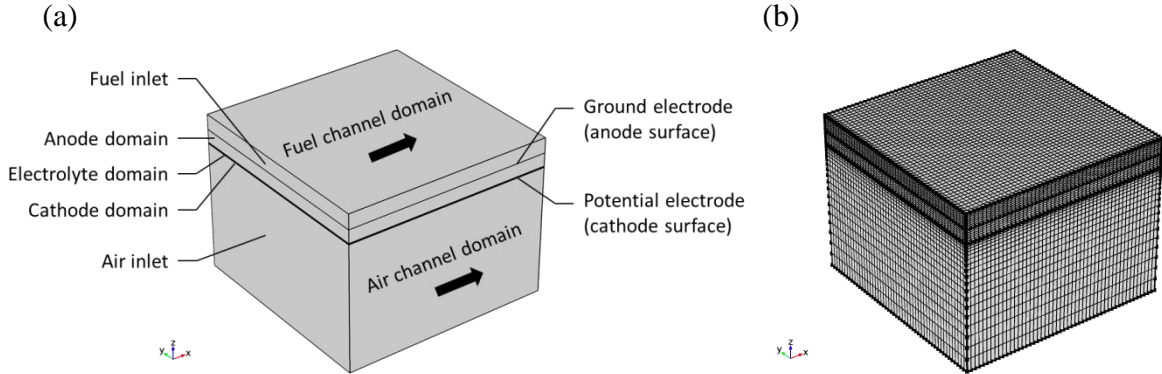 (a)
(b)
Fuel inlet
Anode domain
Electrolyte domain
Cathode domain
Air inlet
Fuel channel domain
Air channel domain
Ground electrode
(anode surface)
Potential electrode
(cathode surface)
y z x
y z x